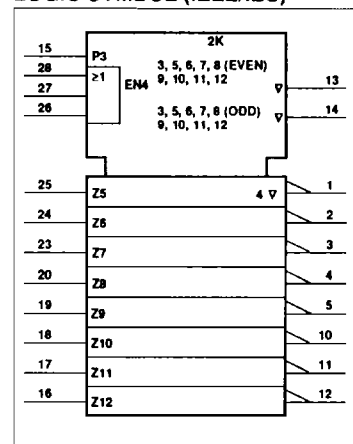 LOGIC SYMBOL
2K
15 P3 3, 5, 6, 7, 8 (EVEN)
28 ≥1 9, 10, 11, 12 ▽ 13
27 EN4
26 3, 5, 6, 7, 8 (ODD) ▽ 14
9, 10, 11, 12
25 Z5 4 ▽ 1
24 Z6 2
23 Z7 3
20 Z8 4
19 Z9 5
18 Z10 10
17 Z11 11
16 Z12 12